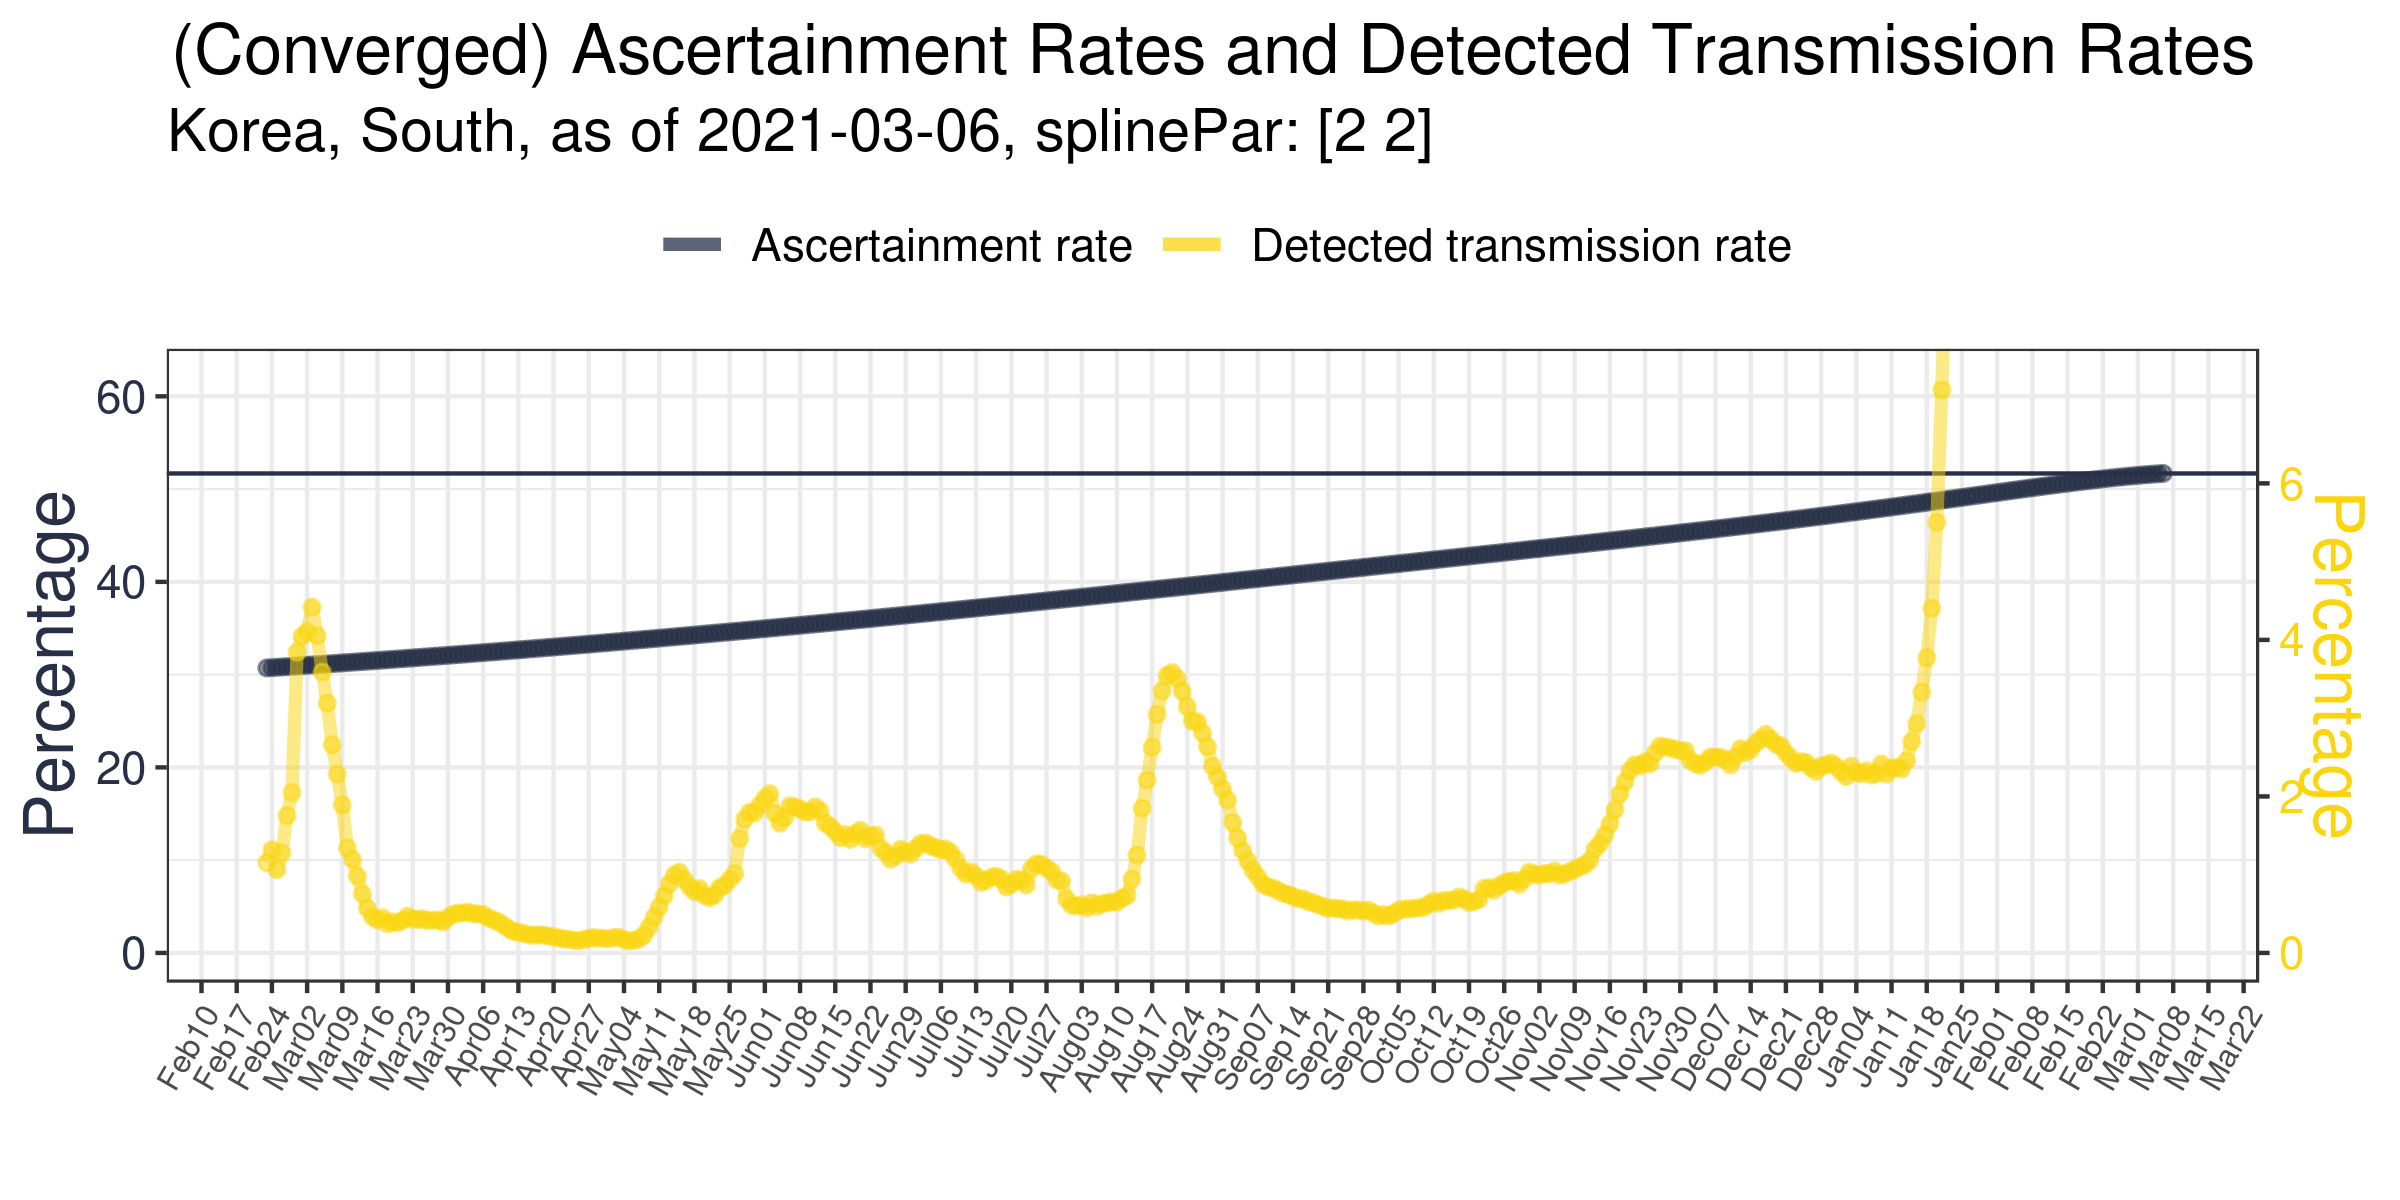 (Converged) Ascertainment Rates and Detected Transmission Rates
Korea, South, as of 2021-03-06, splinePar: [2 2]
Ascertainment rate
Detected transmission rate
Percentage
60
40
20
0
6
4
2
0
Percentage
Feb10
Feb17
Feb24
Mar02
Mar09
Mar16
Mar23
Mar30
Apr06
Apr13
Apr20
Apr27
May04
May11
May18
May25
Jun01
Jun08
Jun15
Jun22
Jun29
Jul06
Jul13
Jul20
Jul27
Aug03
Aug10
Aug17
Aug24
Aug31
Sep07
Sep14
Sep21
Sep28
Oct05
Oct12
Oct19
Oct26
Nov02
Nov09
Nov16
Nov23
Nov30
Dec07
Dec14
Dec21
Dec28
Jan04
Jan11
Jan18
Jan25
Feb01
Feb08
Feb15
Feb22
Mar01
Mar08
Mar15
Mar22